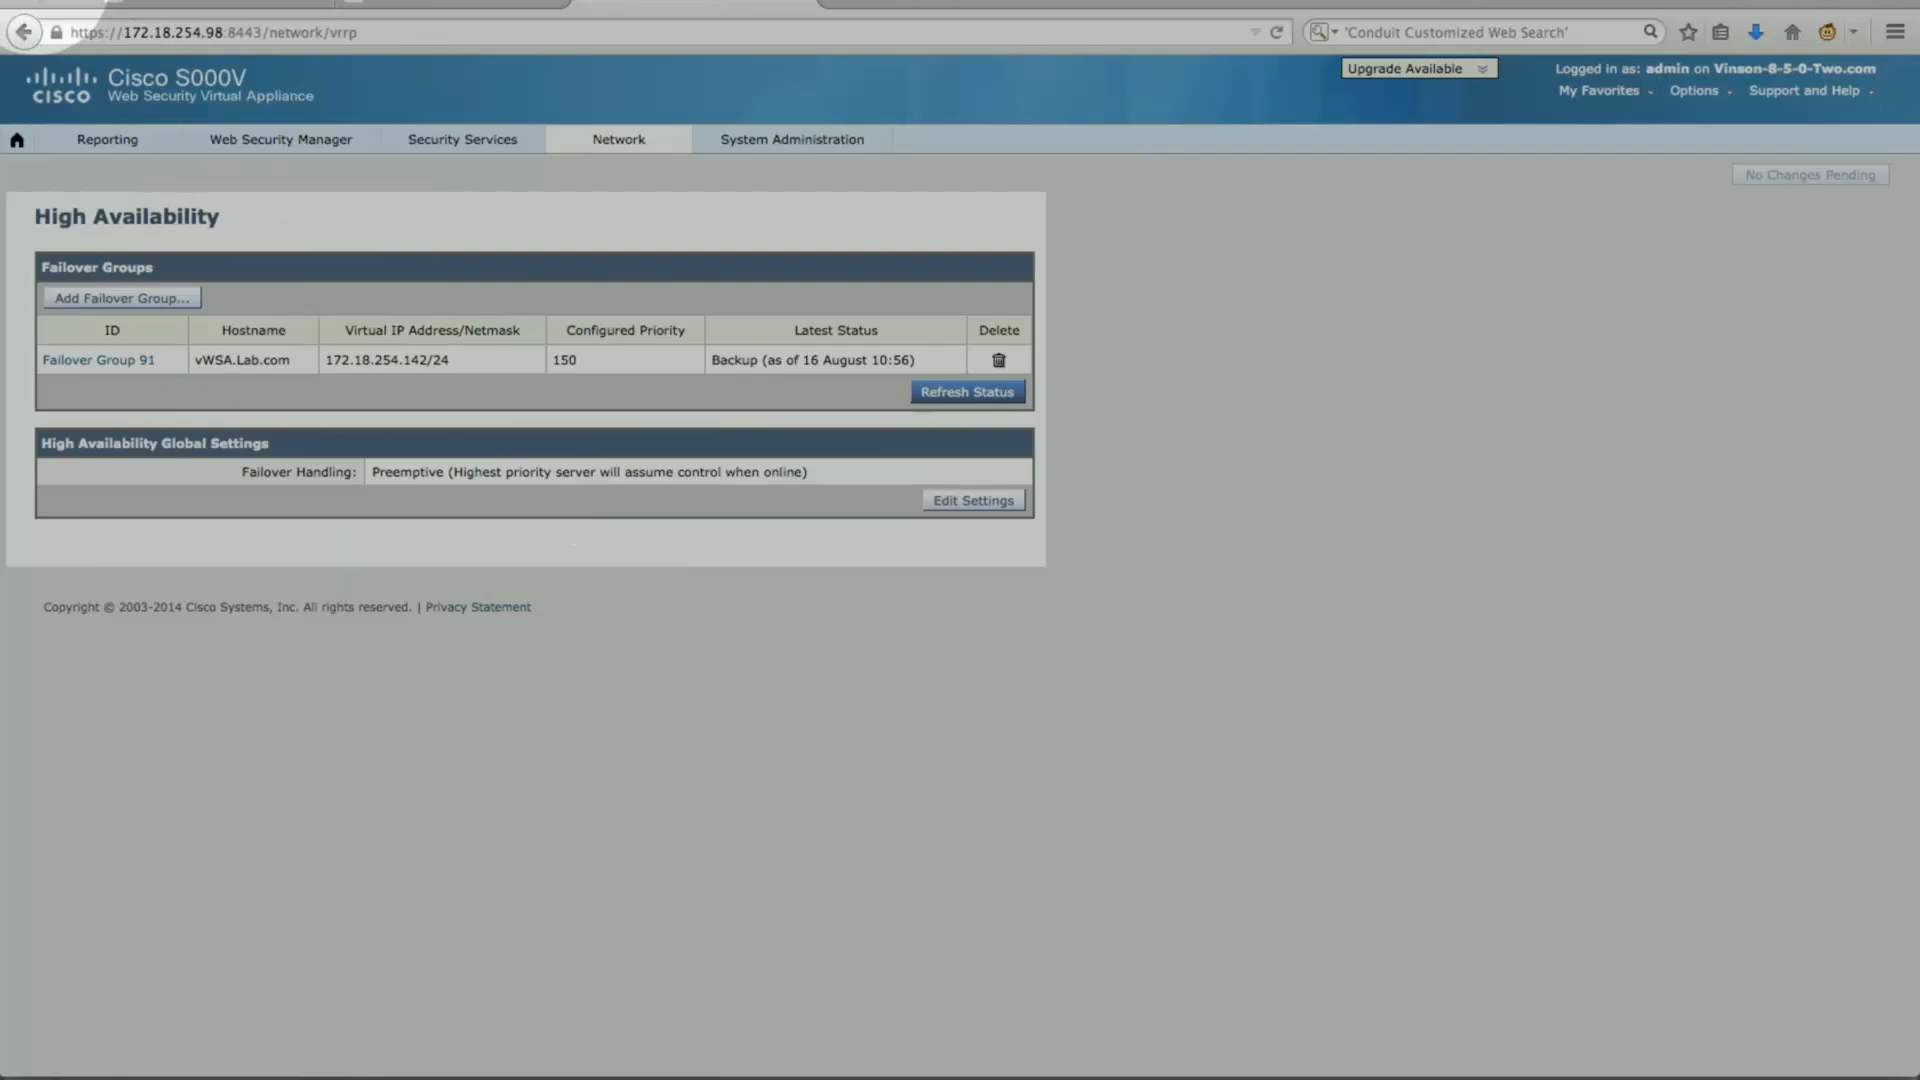 https://172.18.254.98:8443/network/vrrp
'Conduit Customized Web Search'
CISCO
Cisco S000V
Web Security Virtual Appliance
Upgrade Available
Logged in as: admin on Vinson-8-5-0-Two.com
My Favorites Options Support and Help
Reporting Web Security Manager Security Services Network System Administration
No Changes Pending
High Availability
Failover Groups
Add Failover Group...
ID Hostname Virtual IP Address/Netmask Configured Priority Latest Status Delete
Failover Group 91 vWSA.Lab.com 172.18.254.142/24 150 Backup (as of 16 August 10:56)
Refresh Status
High Availability Global Settings
Failover Handling: Preemptive (Highest priority server will assume control when online)
Edit Settings
Copyright © 2003-2014 Cisco Systems, Inc. All rights reserved. | Privacy Statement